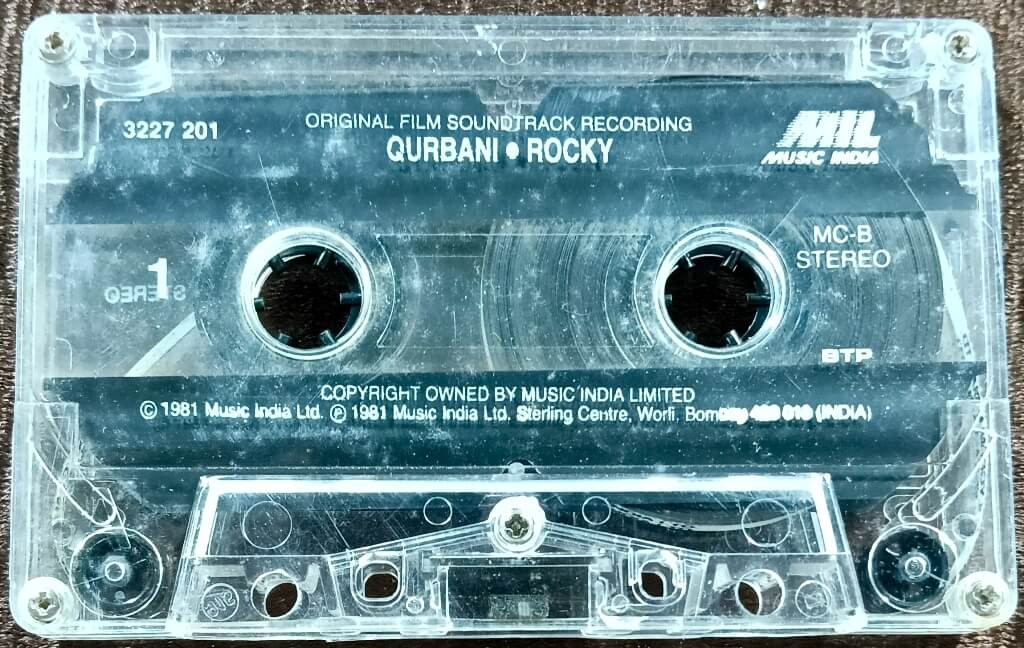 3227 201
ORIGINAL FILM SOUNDTRACK RECORDING
QURBANI • ROCKY
MIL
MUSIC INDIA
1
STEREO
MC-B
STEREO
BTP
COPYRIGHT OWNED BY MUSIC INDIA LIMITED
© 1981 Music India Ltd. ℗ 1981 Music India Ltd. Sterling Centre, Worli, Bombay (INDIA)